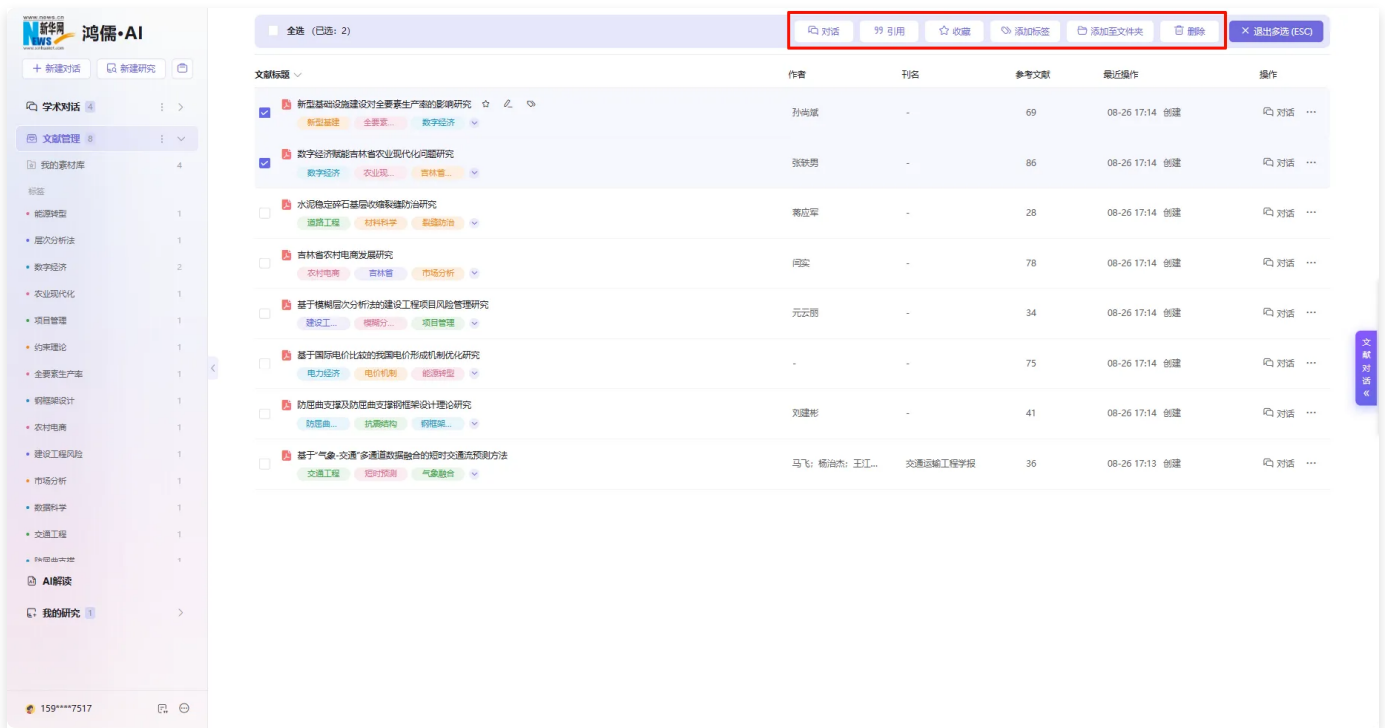 www.news.cn
新华网
NEWS
www.xinhuanet.com
鸿儒·AI
+ 新建对话
新建研究
学术对话 4
文献管理 8
我的素材库 4
标签
能源转型 1
层次分析法 1
数字经济 2
农业现代化 1
项目管理 1
约束理论 1
全要素生产率 1
钢框架设计 1
农村电商 1
建设工程风险 1
市场分析 1
数据科学 1
交通工程 1
防屈曲支撑 1
AI解读
我的研究 1
159****7517
全选 (已选: 2)
对话 引用 收藏 添加标签 添加至文件夹 删除 × 退出多选 (ESC)
文献标题 作者 刊名 参考文献 最近操作 操作
新型基础设施建设对全要素生产率的影响研究
新型基建 全要素... 数字经济
孙尚斌 - 69 08-26 17:14 创建 对话 ...
数字经济赋能吉林省农业现代化问题研究
数字经济 农业现... 吉林省...
张轶男 - 86 08-26 17:14 创建 对话 ...
水泥稳定碎石基层收缩裂缝防治研究
道路工程 材料科学 裂缝防治
蒋应军 - 28 08-26 17:14 创建 对话 ...
吉林省农村电商发展研究
农村电商 吉林省 市场分析
闫实 - 78 08-26 17:14 创建 对话 ...
基于模糊层次分析法的建设工程项目风险管理研究
建设工... 模糊分... 项目管理
元云丽 - 34 08-26 17:14 创建 对话 ...
基于国际电价比较的我国电价形成机制优化研究
电力经济 电价机制 能源转型
- - 75 08-26 17:14 创建 对话 ...
防屈曲支撑及防屈曲支撑钢框架设计理论研究
防屈曲... 抗震结构 钢框架...
刘建彬 - 41 08-26 17:14 创建 对话 ...
基于“气象-交通”多通道数据融合的短时交通流预测方法
交通工程 短时预测 气象融合
马飞; 杨治杰; 王江... 交通运输工程学报 36 08-26 17:13 创建 对话 ...
文献对话 «